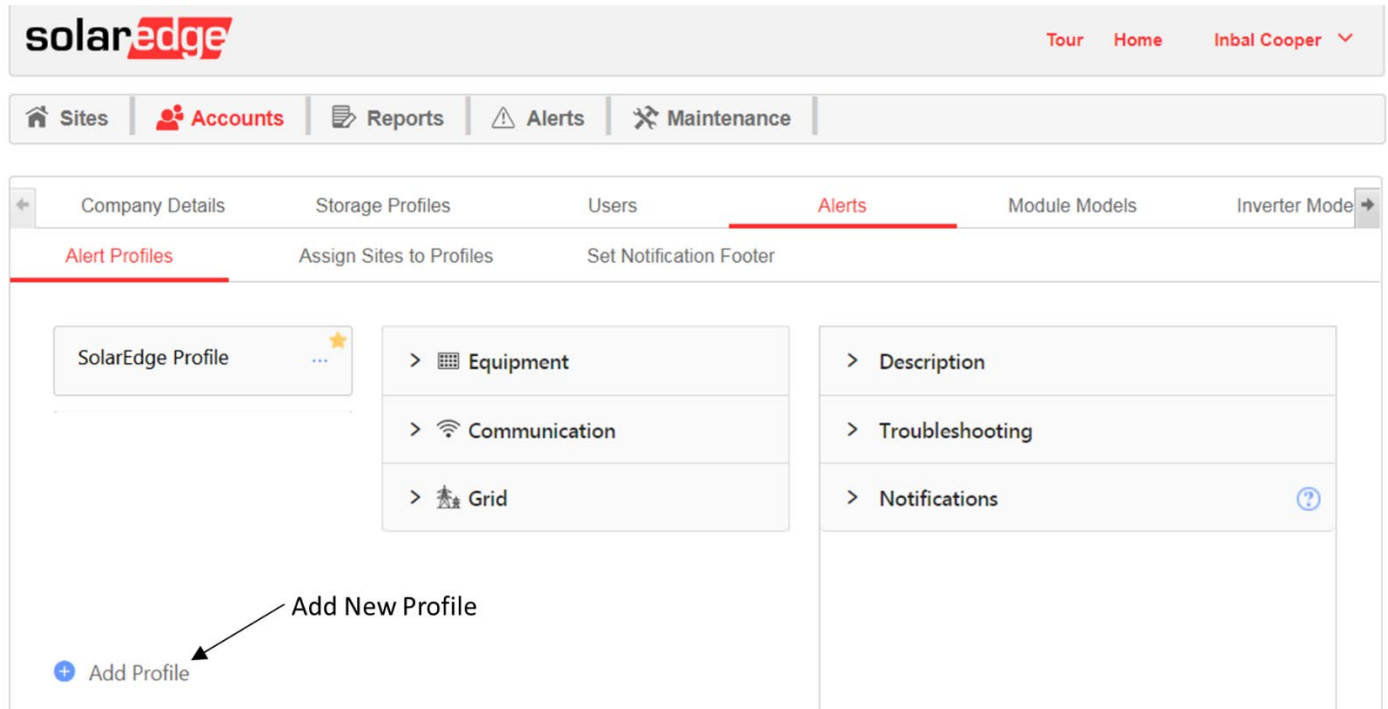 solaredge
Tour Home Inbal Cooper
Sites Accounts Reports Alerts Maintenance
Company Details Storage Profiles Users Alerts Module Models Inverter Mode
Alert Profiles Assign Sites to Profiles Set Notification Footer
SolarEdge Profile ...
Equipment
Communication
Grid
Description
Troubleshooting
Notifications ?
Add New Profile
+ Add Profile